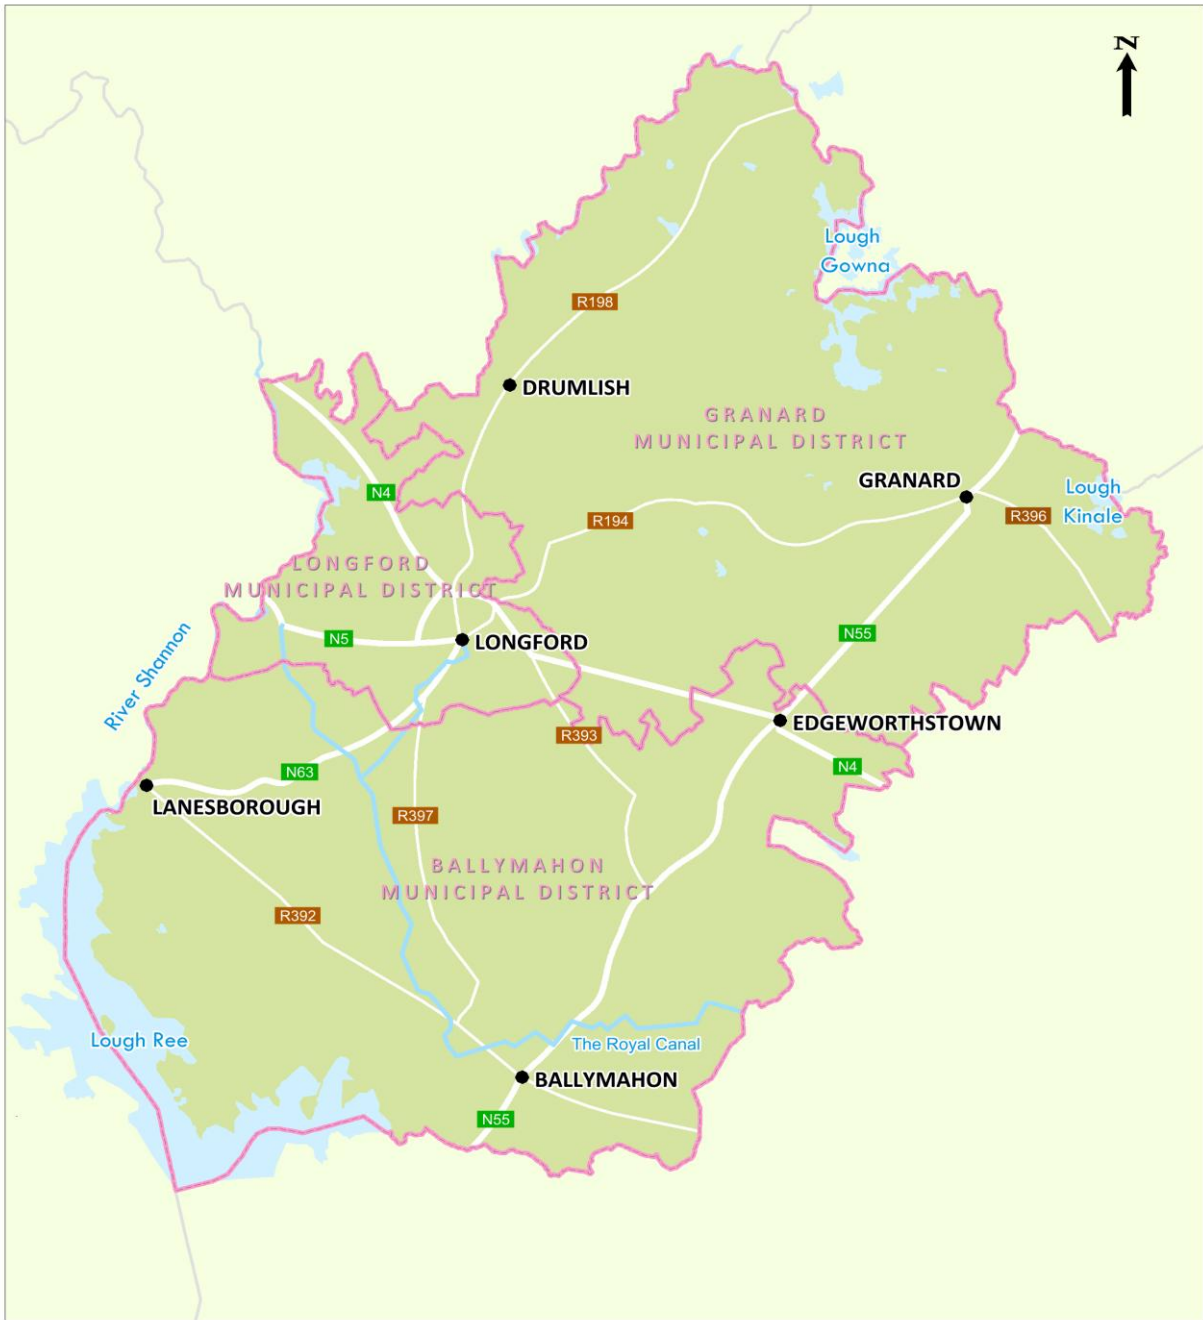 N
Lough
Gowna
R198
DRUMLISH
GRANARD
MUNICIPAL DISTRICT
GRANARD
Lough
Kinale
N4
R194
R396
LONGFORD
MUNICIPAL DISTRICT
N5
LONGFORD
N55
River Shannon
EDGEWORTHSTOWN
R393
N63
N4
LANESBOROUGH
R397
BALLYMAHON
MUNICIPAL DISTRICT
R392
Lough Ree
The Royal Canal
BALLYMAHON
N55